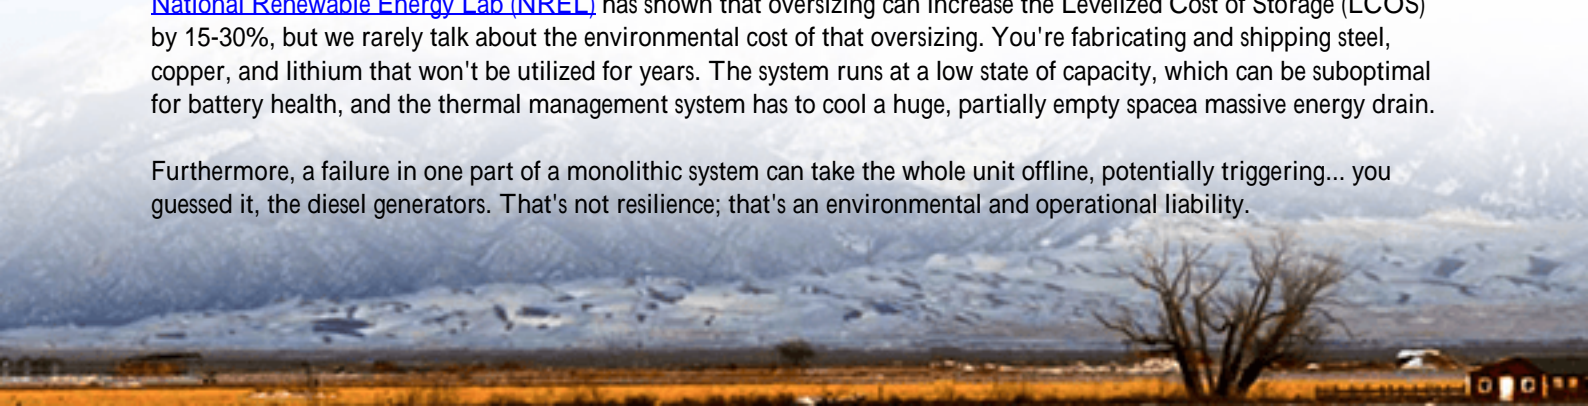 National Renewable Energy Lab (NREL) has shown that oversizing can increase the Levelized Cost of Storage (LCOS)
by 15-30%, but we rarely talk about the environmental cost of that oversizing. You're fabricating and shipping steel,
copper, and lithium that won't be utilized for years. The system runs at a low state of capacity, which can be suboptimal
for battery health, and the thermal management system has to cool a huge, partially empty spacea massive energy drain.
Furthermore, a failure in one part of a monolithic system can take the whole unit offline, potentially triggering... you
guessed it, the diesel generators. That's not resilience; that's an environmental and operational liability.